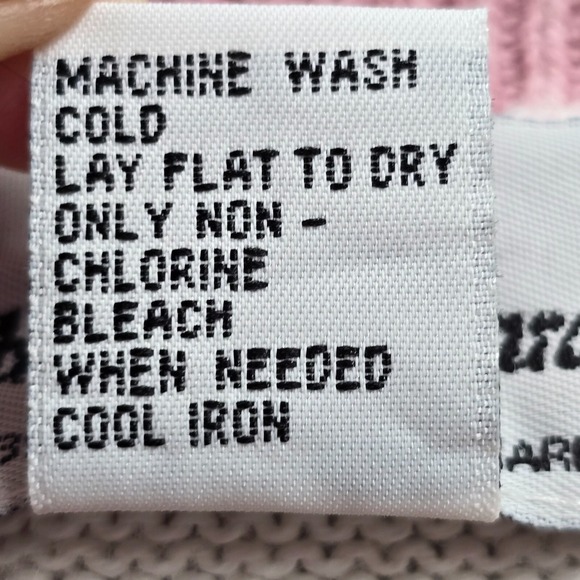 MACHINE WASH
COLD
LAY FLAT TO DRY
ONLY NON -
CHLORINE
BLEACH
WHEN NEEDED
COOL IRON